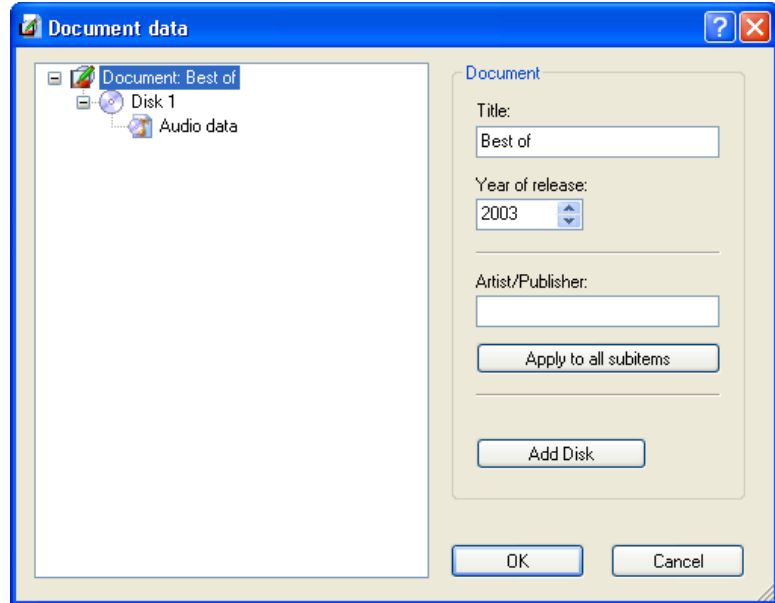 Document data
Document: Best of
Disk 1
Audio data
Document
Title:
Best of
Year of release:
2003
Artist/Publisher:
Apply to all subitems
Add Disk
OK
Cancel